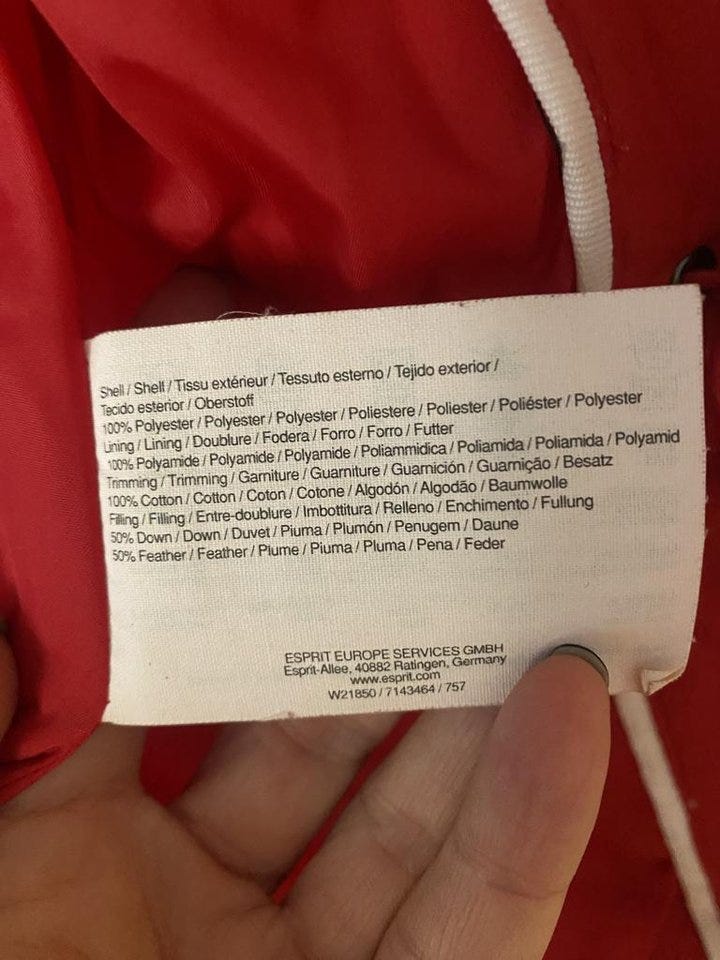 Shell / Shell / Tissu extérieur / Tessuto esterno / Tejido exterior /
Tecido esterior / Oberstoff
100% Polyester / Polyester / Polyester / Poliestere / Poliester / Poliéster / Polyester
Lining / Lining / Doublure / Fodera / Forro / Forro / Futter
100% Polyamide / Polyamide / Polyamide / Poliammidica / Poliamida / Poliamida / Polyamid
Trimming / Trimming / Garniture / Guarniture / Guarnición / Guarnição / Besatz
100% Cotton / Cotton / Coton / Cotone / Algodón / Algodão / Baumwolle
Filling / Filling / Entre-doublure / Imbottitura / Relleno / Enchimento / Fullung
50% Down / Down / Duvet / Piuma / Plumón / Penugem / Daune
50% Feather / Feather / Plume / Piuma / Pluma / Pena / Feder
ESPRIT EUROPE SERVICES GMBH
Esprit-Allee, 40882 Ratingen, Germany
www.esprit.com
W21850 / 7143464 / 757